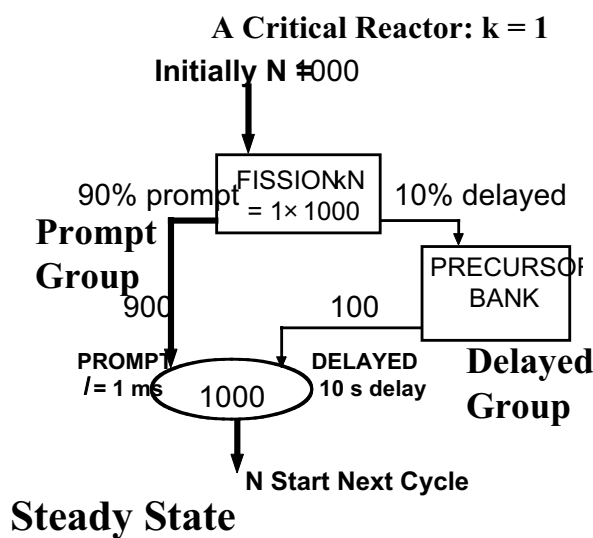 A Critical Reactor: k = 1
Initially N = 1000
FISSION kN
= 1 × 1000
90% prompt
10% delayed
Prompt
Group
PRECURSOR
BANK
900
100
PROMPT
l = 1 ms
DELAYED
10 s delay
1000
Delayed
Group
N Start Next Cycle
Steady State